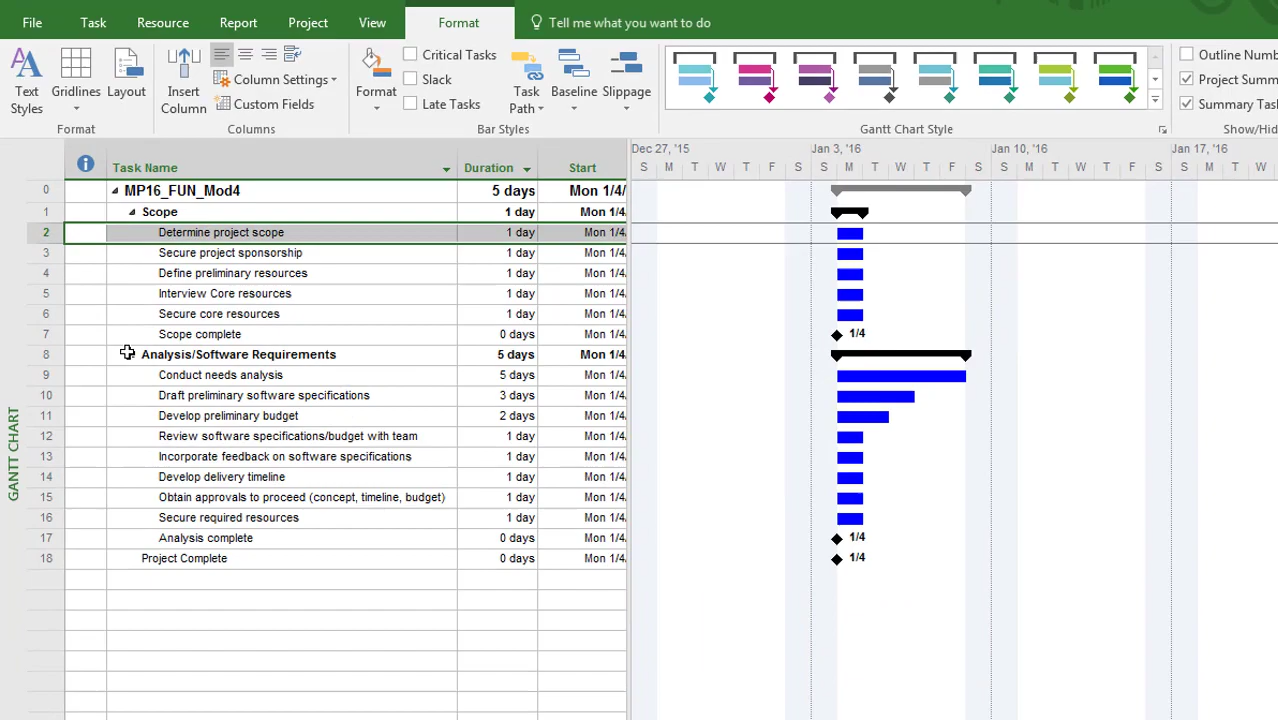 File Task Resource Report Project View Format Tell me what you want to do
Text Styles
Gridlines
Layout
Format
Insert Column
Column Settings
Custom Fields
Columns
Format
Critical Tasks
Slack
Late Tasks
Task Path
Baseline
Slippage
Bar Styles
Gantt Chart Style
Outline Numb
Project Summ
Summary Tas
Show/Hid
Task Name Duration Start
Dec 27, '15 Jan 3, '16 Jan 10, '16 Jan 17, '16
S M T W T F S S M T W T F S S M T W T F S S M T W
0 MP16_FUN_Mod4 5 days Mon 1/4/
1 Scope 1 day Mon 1/4.
2 Determine project scope 1 day Mon 1/4.
3 Secure project sponsorship 1 day Mon 1/4.
4 Define preliminary resources 1 day Mon 1/4.
5 Interview Core resources 1 day Mon 1/4.
6 Secure core resources 1 day Mon 1/4.
7 Scope complete 0 days Mon 1/4. 1/4
8 Analysis/Software Requirements 5 days Mon 1/4.
9 Conduct needs analysis 5 days Mon 1/4.
10 Draft preliminary software specifications 3 days Mon 1/4.
11 Develop preliminary budget 2 days Mon 1/4.
12 Review software specifications/budget with team 1 day Mon 1/4.
13 Incorporate feedback on software specifications 1 day Mon 1/4.
14 Develop delivery timeline 1 day Mon 1/4.
15 Obtain approvals to proceed (concept, timeline, budget) 1 day Mon 1/4.
16 Secure required resources 1 day Mon 1/4.
17 Analysis complete 0 days Mon 1/4. 1/4
18 Project Complete 0 days Mon 1/4. 1/4
GANTT CHART